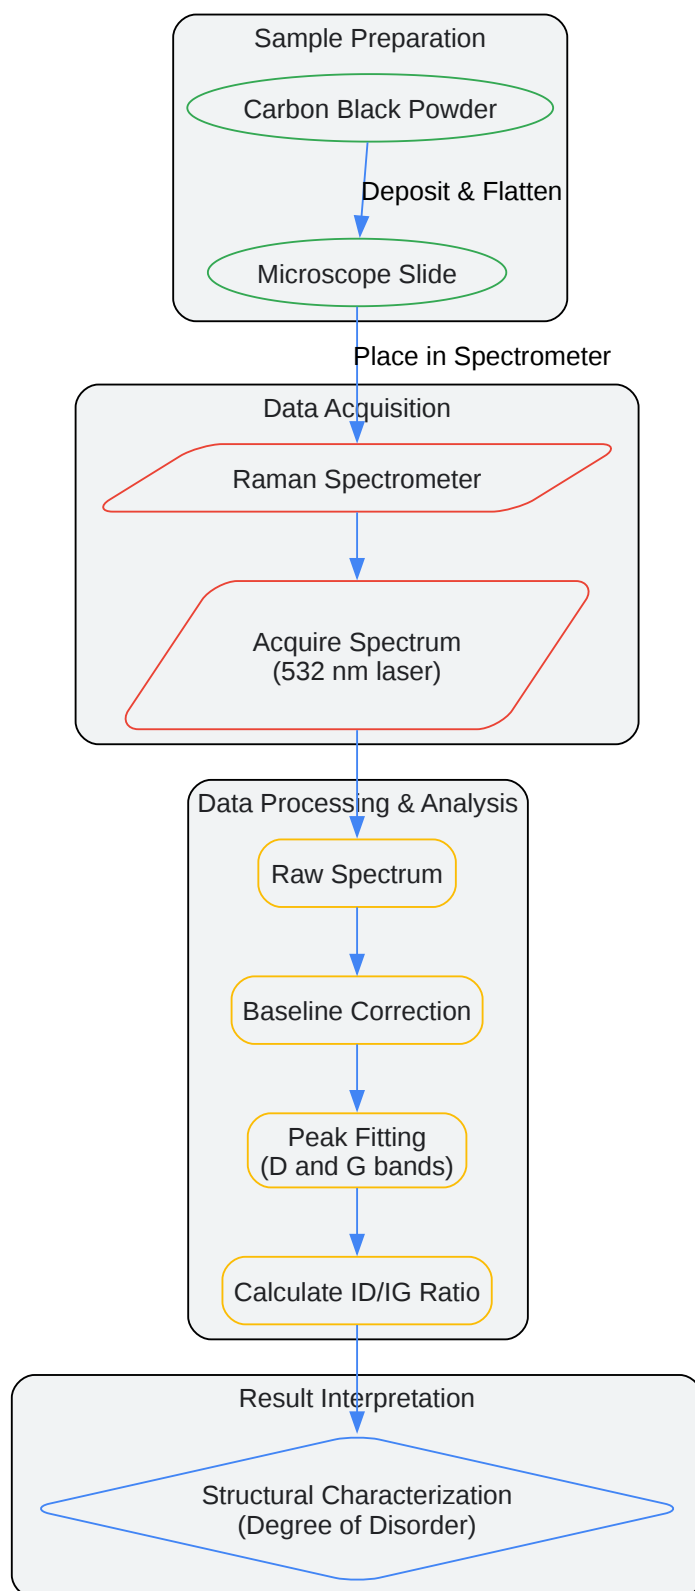 Sample Preparation
Carbon Black Powder
Deposit & Flatten
Microscope Slide
Place in Spectrometer
Data Acquisition
Raman Spectrometer
Acquire Spectrum
(532 nm laser)
Data Processing & Analysis
Raw Spectrum
Baseline Correction
Peak Fitting
(D and G bands)
Calculate ID/IG Ratio
Result Interpretation
Structural Characterization
(Degree of Disorder)